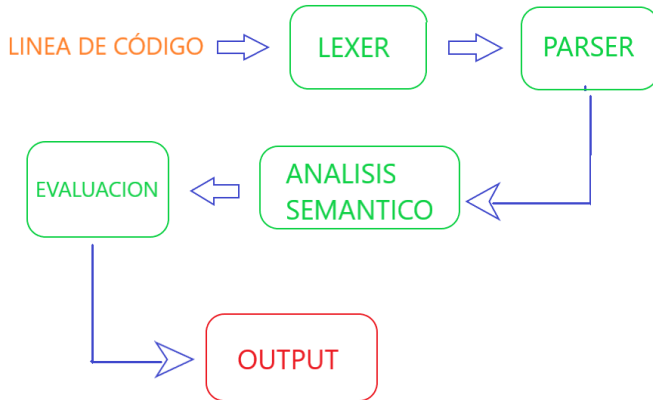 LINEA DE CÓDIGO
LEXER
PARSER
ANALISIS
SEMANTICO
EVALUACION
OUTPUT